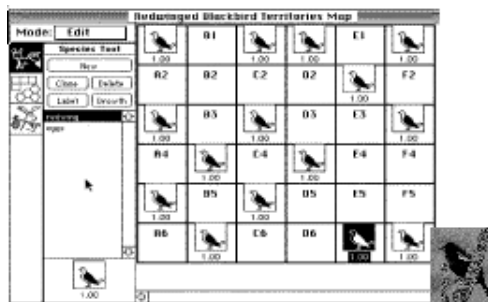 Redwinged Blackbird Territories Map
Mode: Edit
Species Tool
New
Clone Delete
Label Growth
redwing
eggs
1.00
B1 E1
1.00 1.00 1.00 1.00
A2 B2 C2 D2 F2
1.00
B3 D3 E3
1.00 1.00 1.00
A4 C4 E4 F4
1.00 1.00
B5 D5 E5 F5
1.00 1.00
A6 C6 D6
1.00 1.00 1.00